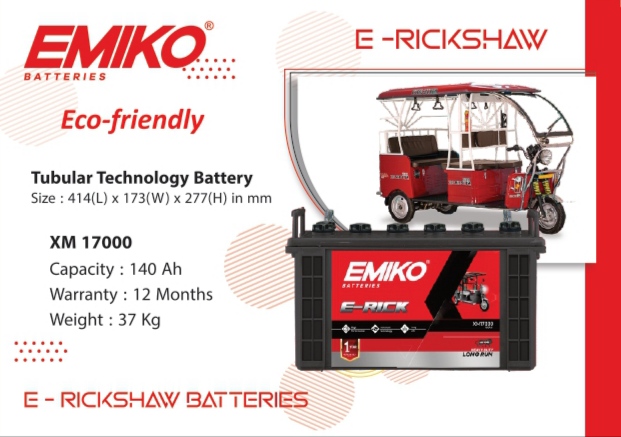 EMIKO®
BATTERIES
E -RICKSHAW
Eco-friendly
Tubular Technology Battery
Size : 414(L) x 173(W) x 277(H) in mm
XM 17000
Capacity : 140 Ah
Warranty : 12 Months
Weight : 37 Kg
EMIKO®
BATTERIES
E-RICK
XM17000
LONG RUN
E - RICKSHAW BATTERIES